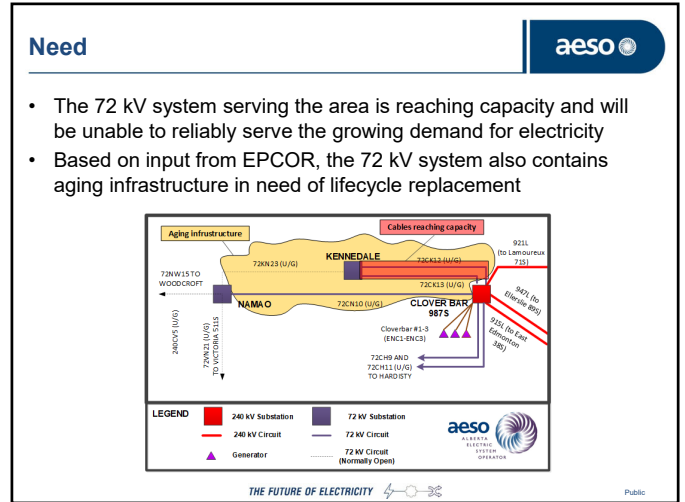 Need
aeso
• The 72 kV system serving the area is reaching capacity and will
be unable to reliably serve the growing demand for electricity
• Based on input from EPCOR, the 72 kV system also contains
aging infrastructure in need of lifecycle replacement
Aging infrastructure
Cables reaching capacity
921L
(to Lamoureux
71S)
KENNEDALE
72KN23 (U/G)
72CK12 (U/G)
72NW15 TO
WOODCROFT
72CK13 (U/G)
947L (to
Ellerslie 89S)
NAMAO
72CN10 (U/G)
CLOVER BAR
987S
240CV5 (U/G)
72VN21 (U/G)
TO VICTORIA 511S
Cloverbar #1-3
(ENC1-ENC3)
915L (to East
Edmonton
38S)
72CH9 AND
72CH11 (U/G)
TO HARDISTY
LEGEND
240 kV Substation
72 kV Substation
240 kV Circuit
72 kV Circuit
Generator
72 kV Circuit
(Normally Open)
aeso
ALBERTA
ELECTRIC
SYSTEM
OPERATOR
THE FUTURE OF ELECTRICITY
Public